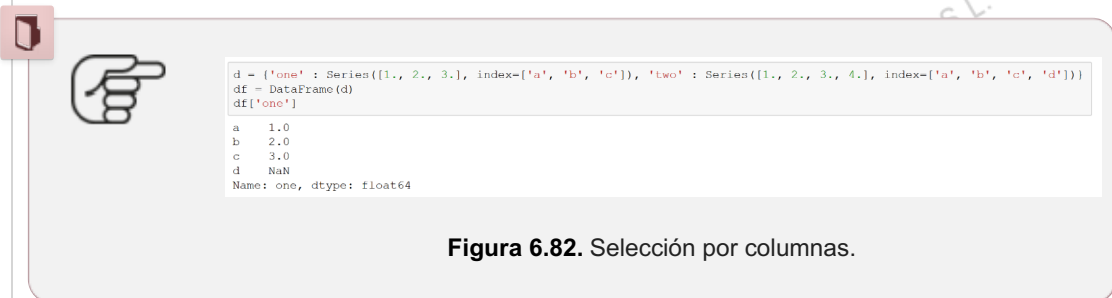 S.L.
d = {'one' : Series([1., 2., 3.], index=['a', 'b', 'c']), 'two' : Series([1., 2., 3., 4.], index=['a', 'b', 'c', 'd'])}
df = DataFrame(d)
df['one']
a    1.0
b    2.0
c    3.0
d    NaN
Name: one, dtype: float64
Figura 6.82. Selección por columnas.